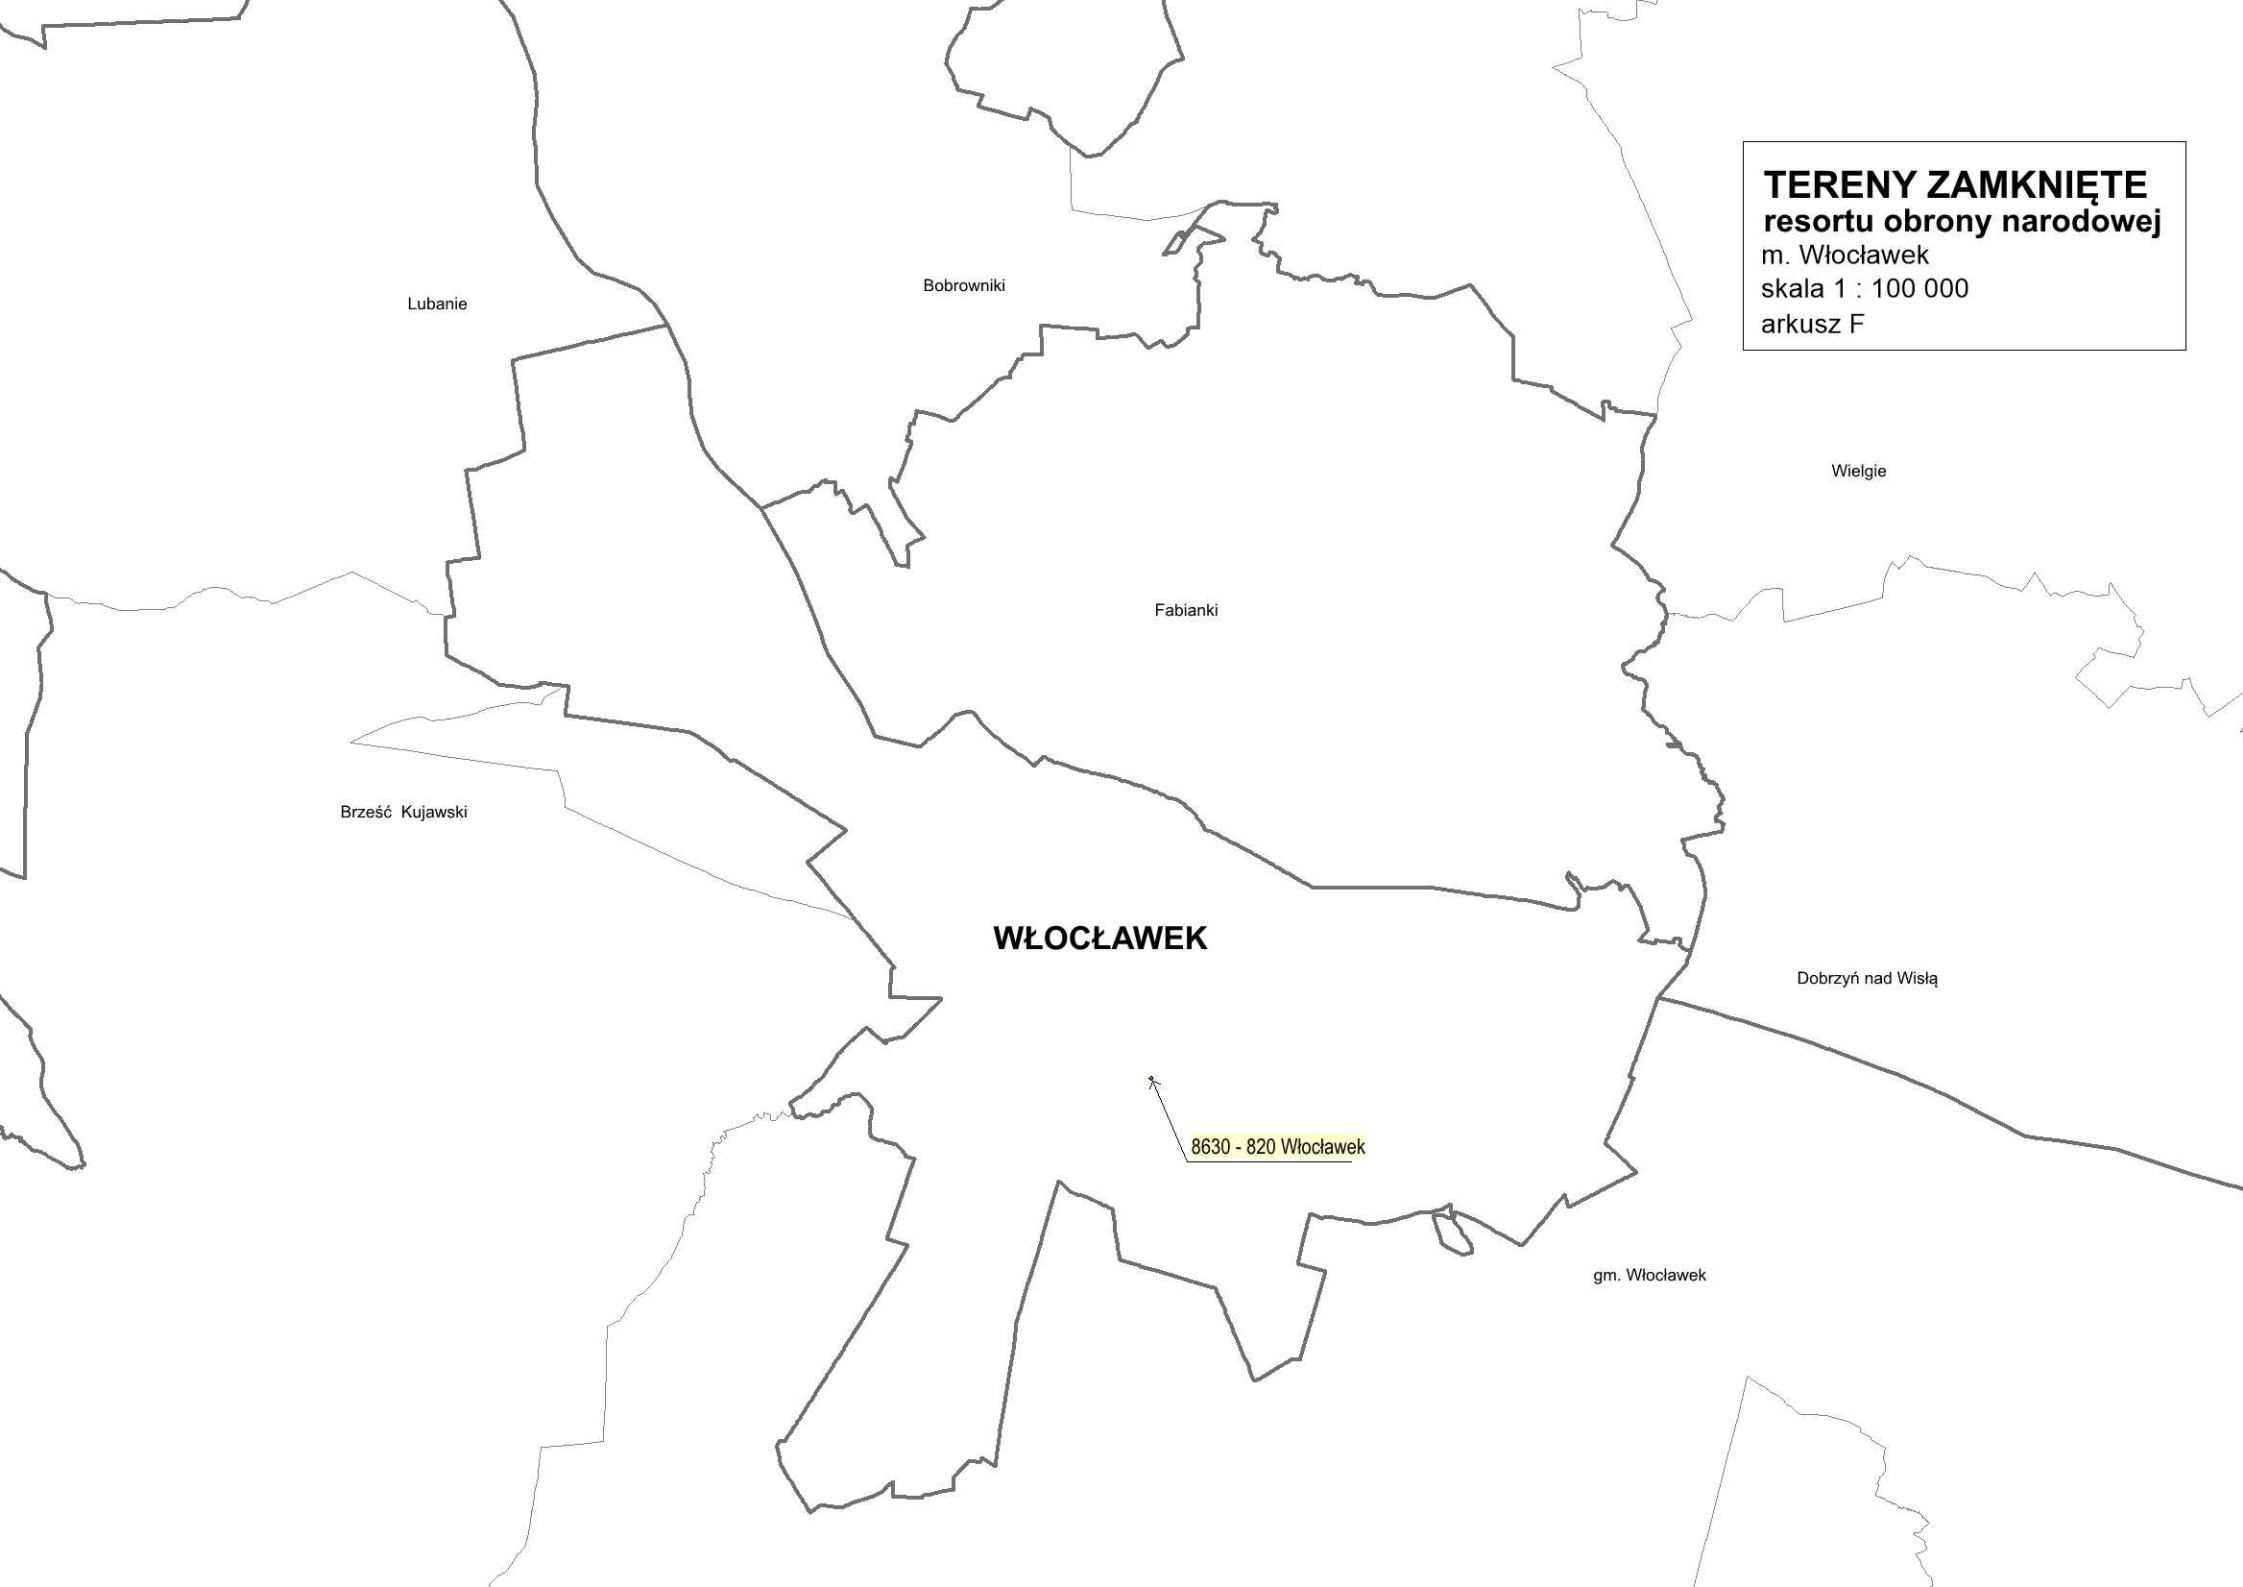 TERENY ZAMKNIĘTE
resortu obrony narodowej
m. Włocławek
skala 1 : 100 000
arkusz F
Lubanie
Bobrowniki
Wielgie
Fabianki
Brześć Kujawski
WŁOCŁAWEK
Dobrzyń nad Wisłą
8630 - 820 Włocławek
gm. Włocławek